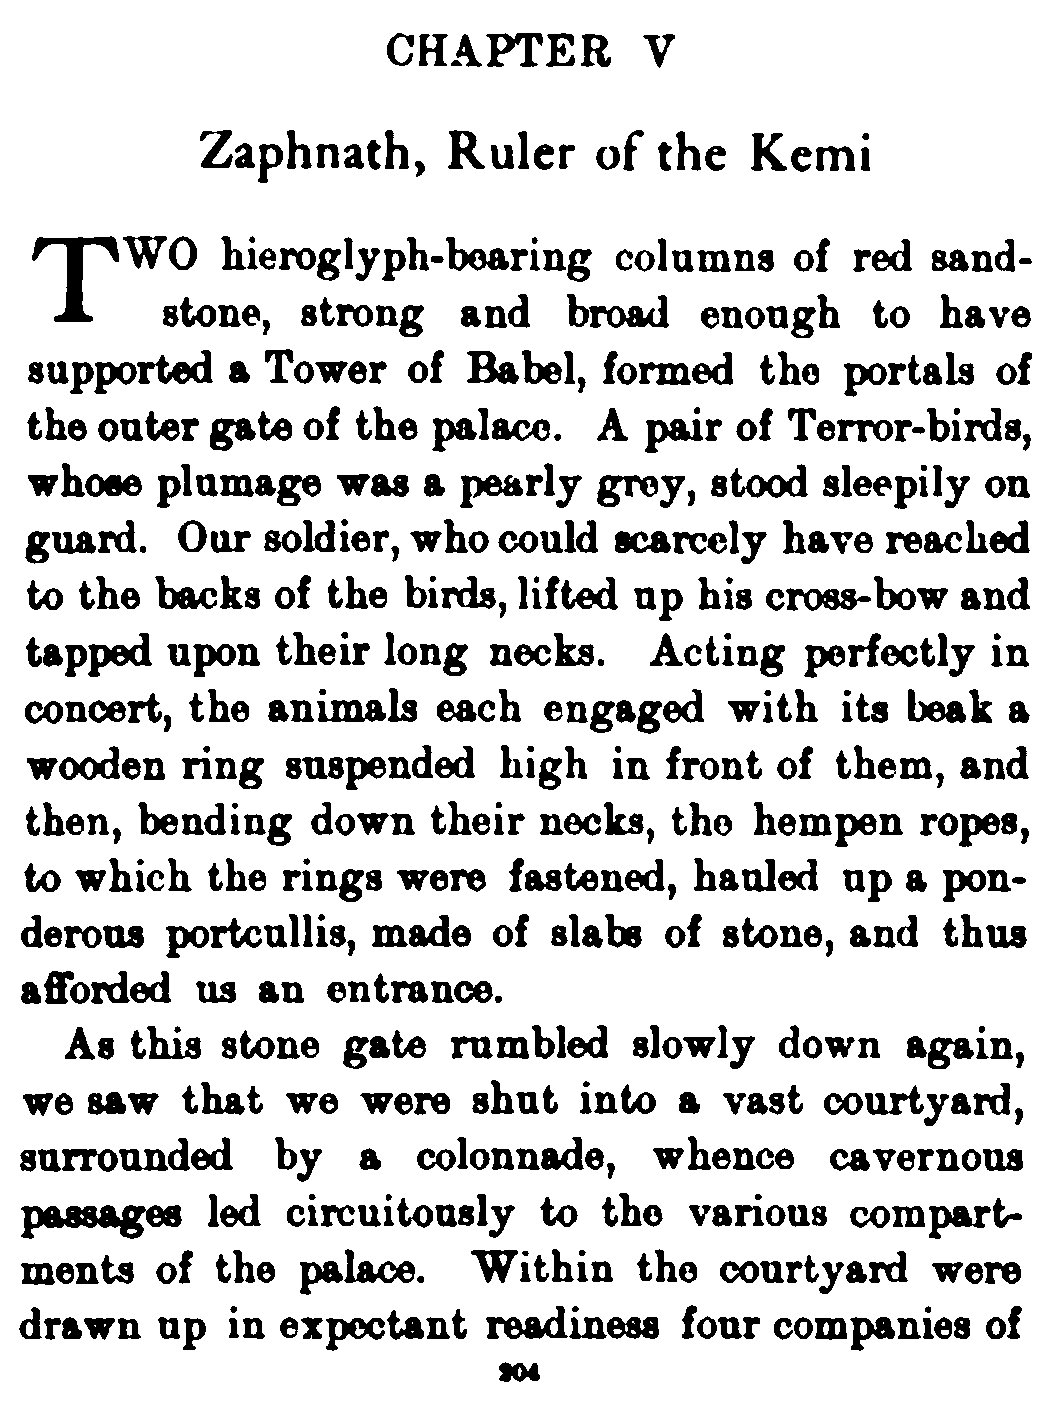 CHAPTER V
Zaphnath, Ruler of the Kemi
TWO hieroglyph-bearing columns of red sand-
stone, strong and broad enough to have
supported a Tower of Babel, formed the portals of
the outer gate of the palace. A pair of Terror-birds,
whose plumage was a pearly grey, stood sleepily on
guard. Our soldier, who could scarcely have reached
to the backs of the birds, lifted up his cross-bow and
tapped upon their long necks. Acting perfectly in
concert, the animals each engaged with its beak a
wooden ring suspended high in front of them, and
then, bending down their necks, the hempen ropes,
to which the rings were fastened, hauled up a pon-
derous portcullis, made of slabs of stone, and thus
afforded us an entrance.
As this stone gate rumbled slowly down again,
we saw that we were shut into a vast courtyard,
surrounded by a colonnade, whence cavernous
passages led circuitously to the various compart-
ments of the palace. Within the courtyard were
drawn up in expectant readiness four companies of
204